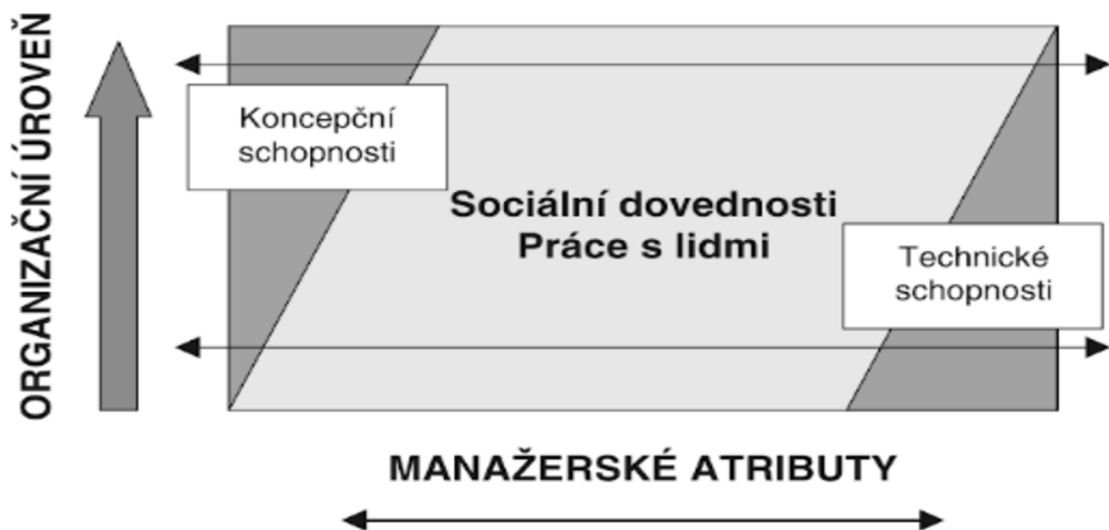 ORGANIZAČNÍ ÚROVEŇ
Koncepční
schopnosti
Sociální dovednosti
Práce s lidmi
Technické
schopnosti
MANAŽERSKÉ ATRIBUTY